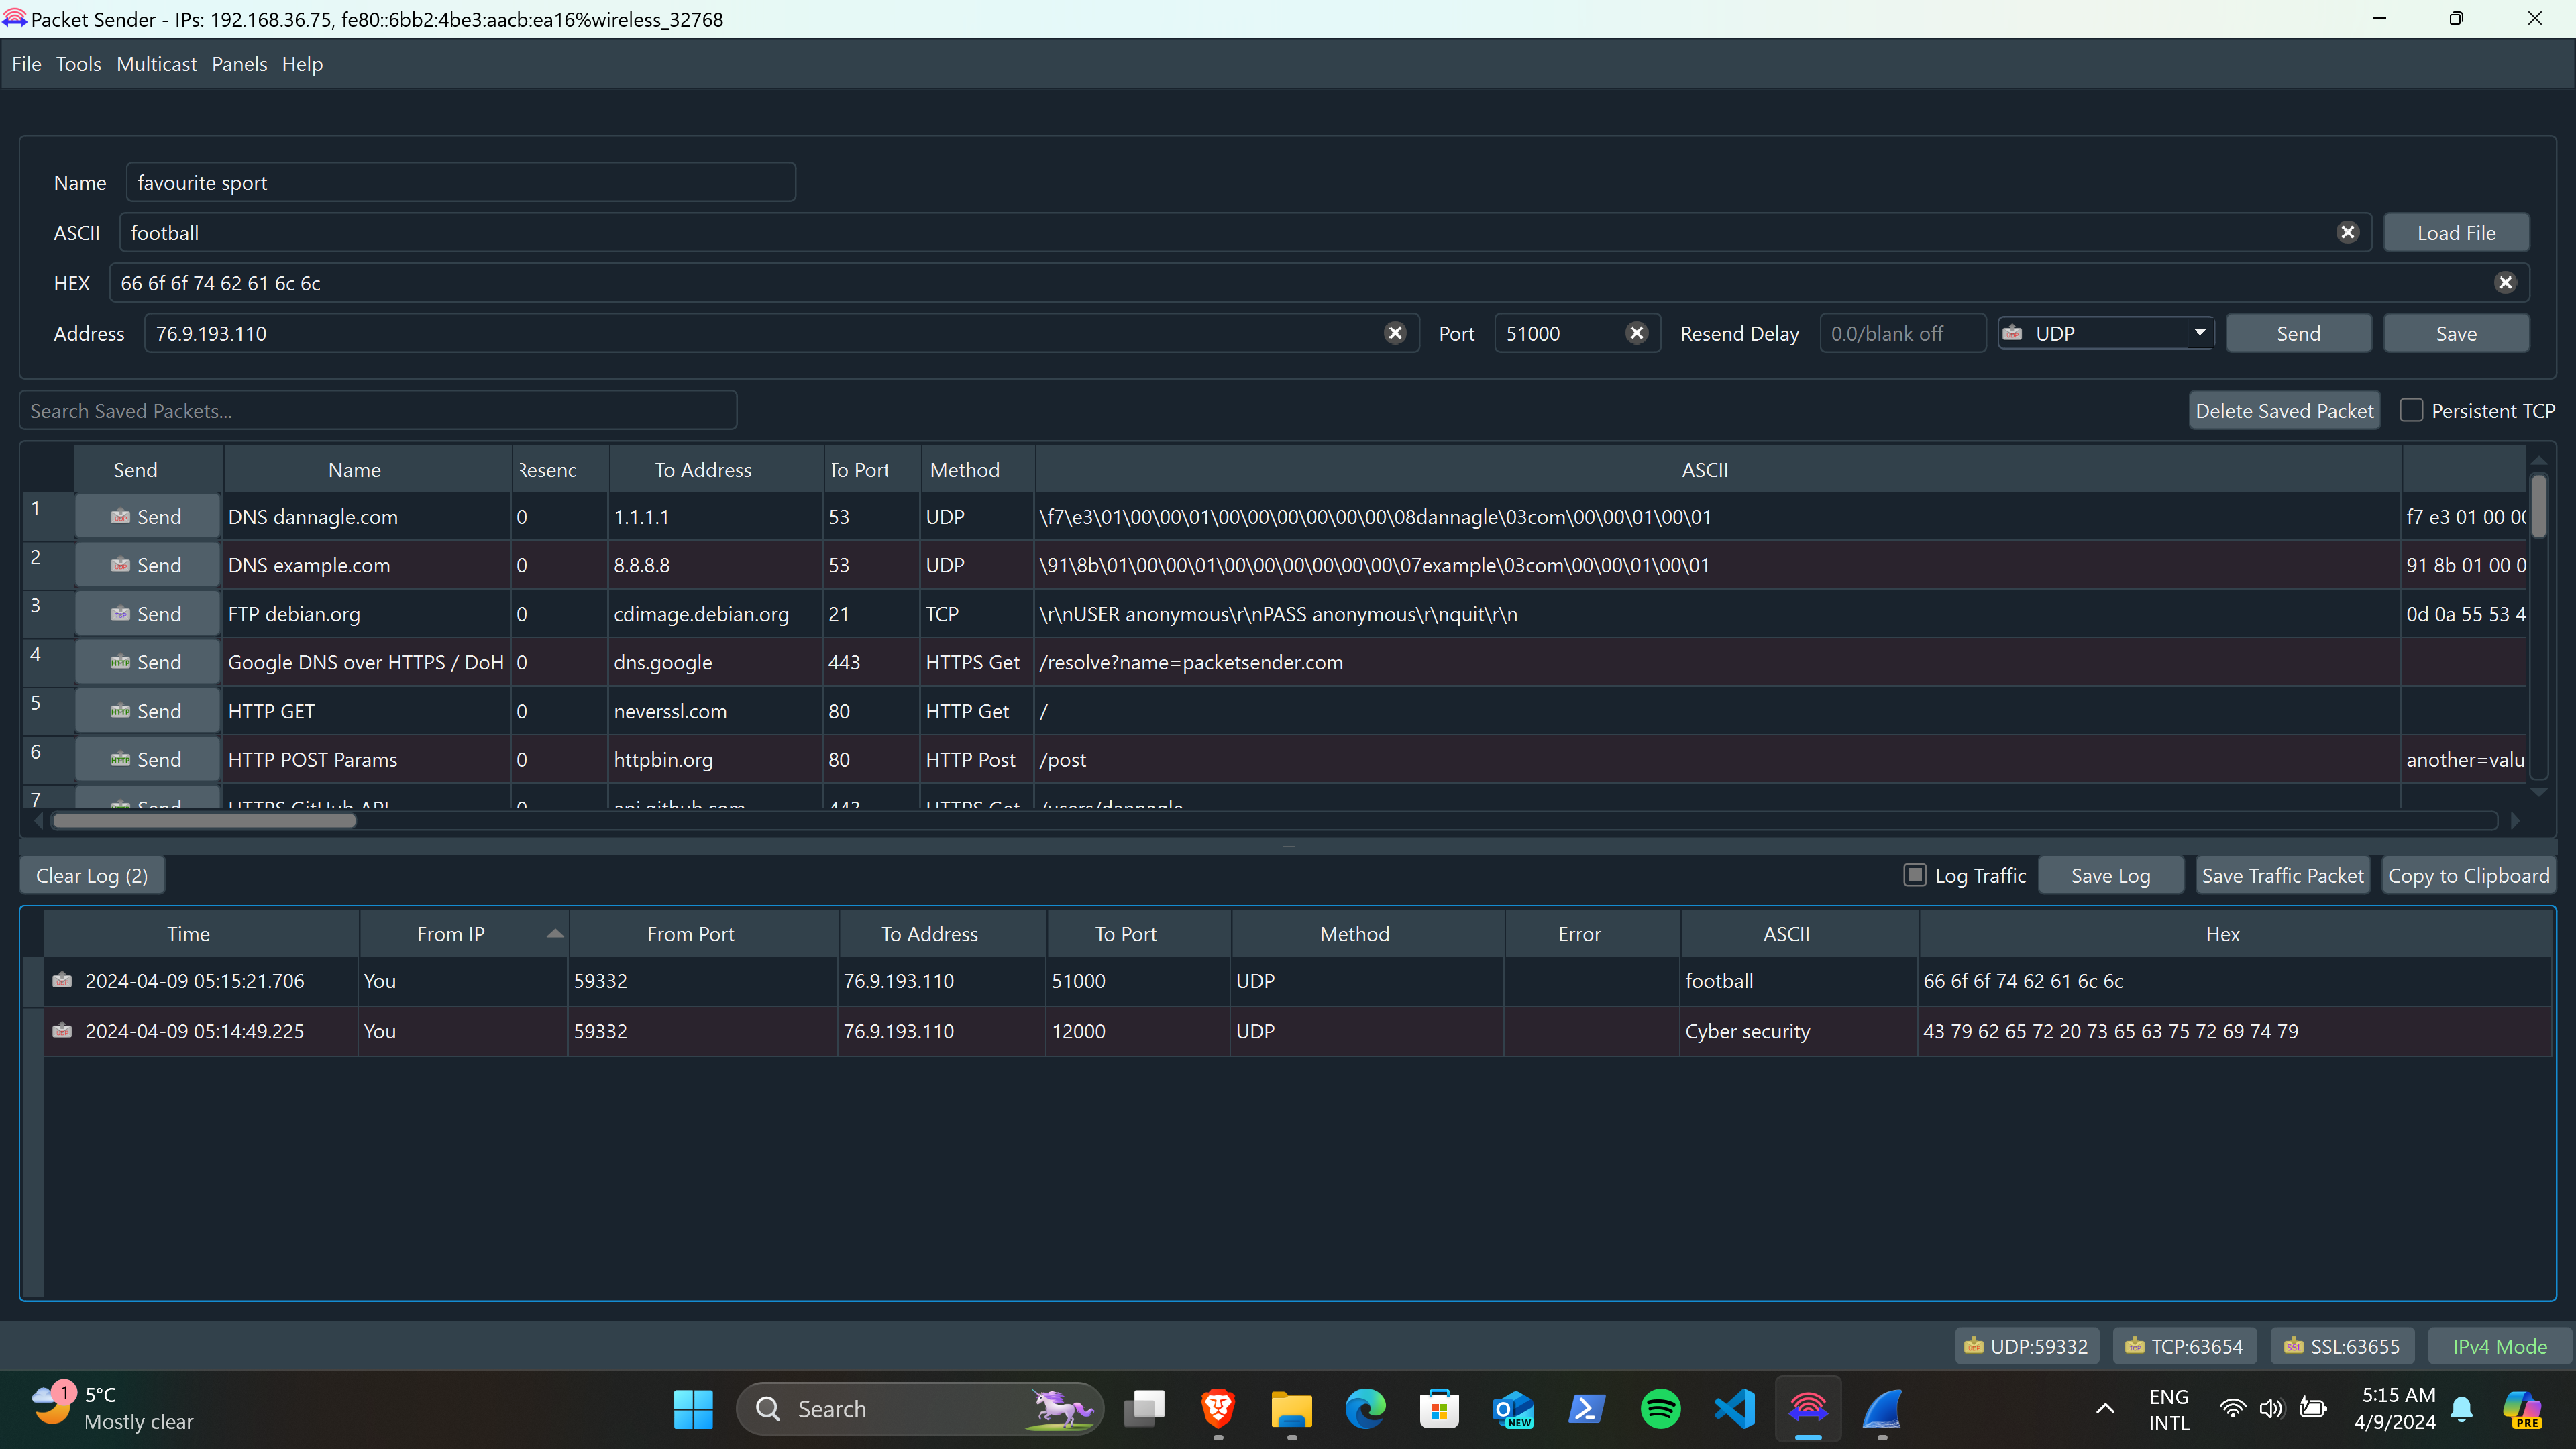 Packet Sender - IPs: 192.168.36.75, fe80::6bb2:4be3:aacb:ea16%wireless_32768
File Tools Multicast Panels Help
Name favourite sport
ASCII football Load File
HEX 66 6f 6f 74 62 61 6c 6c
Address 76.9.193.110 Port 51000 Resend Delay 0.0/blank off UDP Send Save
Search Saved Packets... Delete Saved Packet Persistent TCP
Send Name To Address To Port Method ASCII
1 Send DNS dannagle.com 0 1.1.1.1 53 UDP \f7\e3\01\00\00\01\00\00\00\00\00\00\08dannagle\03com\00\00\01\00\01 f7 e3 01 00 00
2 Send DNS example.com 0 8.8.8.8 53 UDP \91\8b\01\00\00\01\00\00\00\00\00\00\07example\03com\00\00\01\00\01 91 8b 01 00 0
3 Send FTP debian.org 0 cdimage.debian.org 21 TCP \r\nUSER anonymous\r\nPASS anonymous\r\nquit\r\n 0d 0a 55 53 4
4 Send Google DNS over HTTPS / DoH 0 dns.google 443 HTTPS Get /resolve?name=packetsender.com
5 Send HTTP GET 0 neverssl.com 80 HTTP Get /
6 Send HTTP POST Params 0 httpbin.org 80 HTTP Post /post another=valu
7 Send HTTPS GitHub API 0 api.github.com 443 HTTPS Get /users/dannagle
Clear Log (2) Log Traffic Save Log Save Traffic Packet Copy to Clipboard
Time From IP From Port To Address To Port Method Error ASCII Hex
2024-04-09 05:15:21.706 You 59332 76.9.193.110 51000 UDP football 66 6f 6f 74 62 61 6c 6c
2024-04-09 05:14:49.225 You 59332 76.9.193.110 12000 UDP Cyber security 43 79 62 65 72 20 73 65 63 75 72 69 74 79
UDP:59332 TCP:63654 SSL:63655 IPv4 Mode
1 5°C
Mostly clear
Search
NEW
ENG
INTL
5:15 AM
4/9/2024
PRE